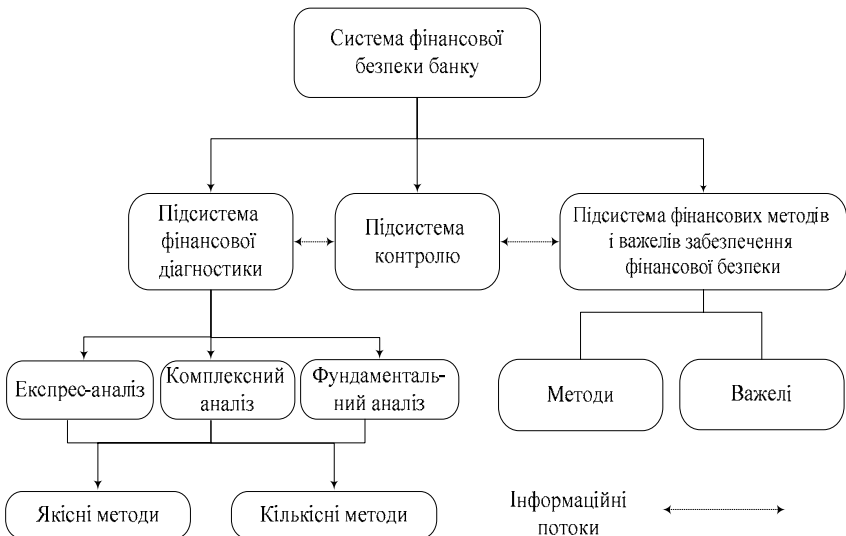 Система фінансової
безпеки банку
Підсистема
фінансової
діагностики
Підсистема
контролю
Підсистема фінансових методів
і важелів забезпечення
фінансової безпеки
Експрес-аналіз
Комплексний
аналіз
Фундаменталь-
ний аналіз
Методи
Важелі
Якісні методи
Кількісні методи
Інформаційні
потоки